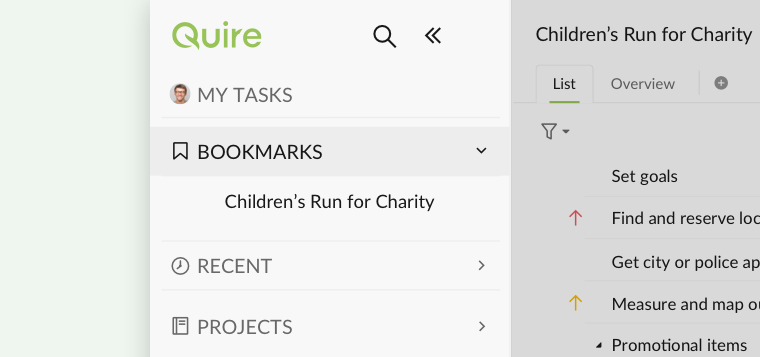 Quire
MY TASKS
BOOKMARKS
Children’s Run for Charity
RECENT
PROJECTS
Children’s Run for Charity
List Overview
Set goals
Find and reserve loc
Get city or police ap
Measure and map o
Promotional items